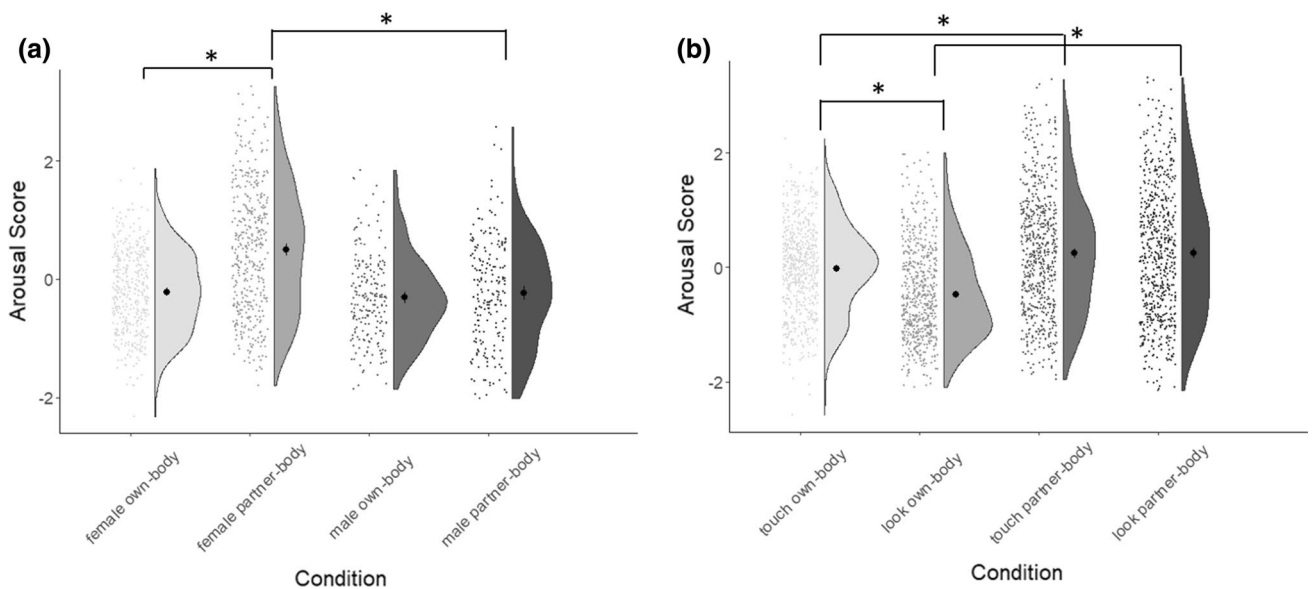 (a)
*
*
Arousal Score
2
0
-2
female own-body
female partner-body
male own-body
male partner-body
Condition
(b)
*
*
*
Arousal Score
2
0
-2
touch own-body
look own-body
touch partner-body
look partner-body
Condition